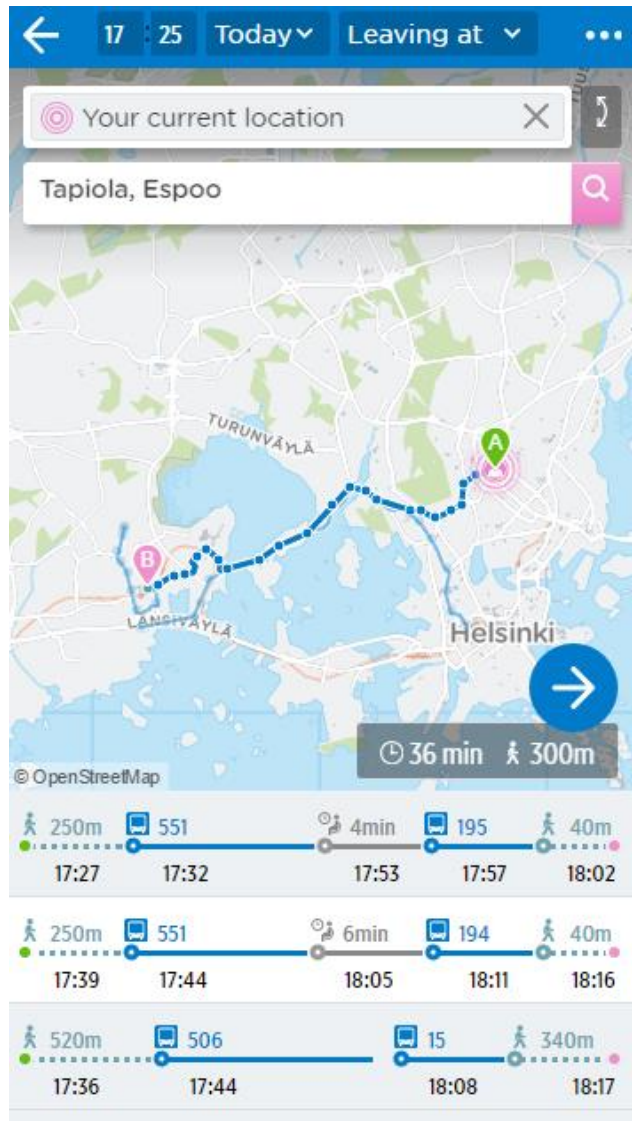 17 : 25 Today Leaving at
Your current location
Tapiola, Espoo
TURUNVÄYLÄ
A
B
LÄNSIVÄYLÄ
Helsinki
36 min 300m
© OpenStreetMap
250m 551 4min 195 40m
17:27 17:32 17:53 17:57 18:02
250m 551 6min 194 40m
17:39 17:44 18:05 18:11 18:16
520m 506 15 340m
17:36 17:44 18:08 18:17